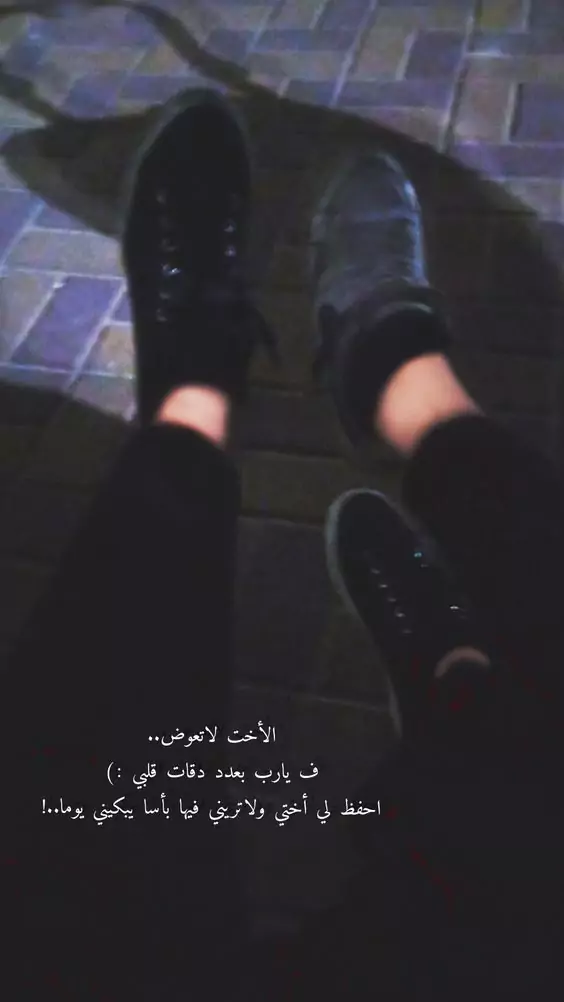 الأخت لاتعوض..
ف يارب بعدد دقات قلبي :)
احفظ لي أختي ولاتريني فيها بأسا يبكيني يوما..!